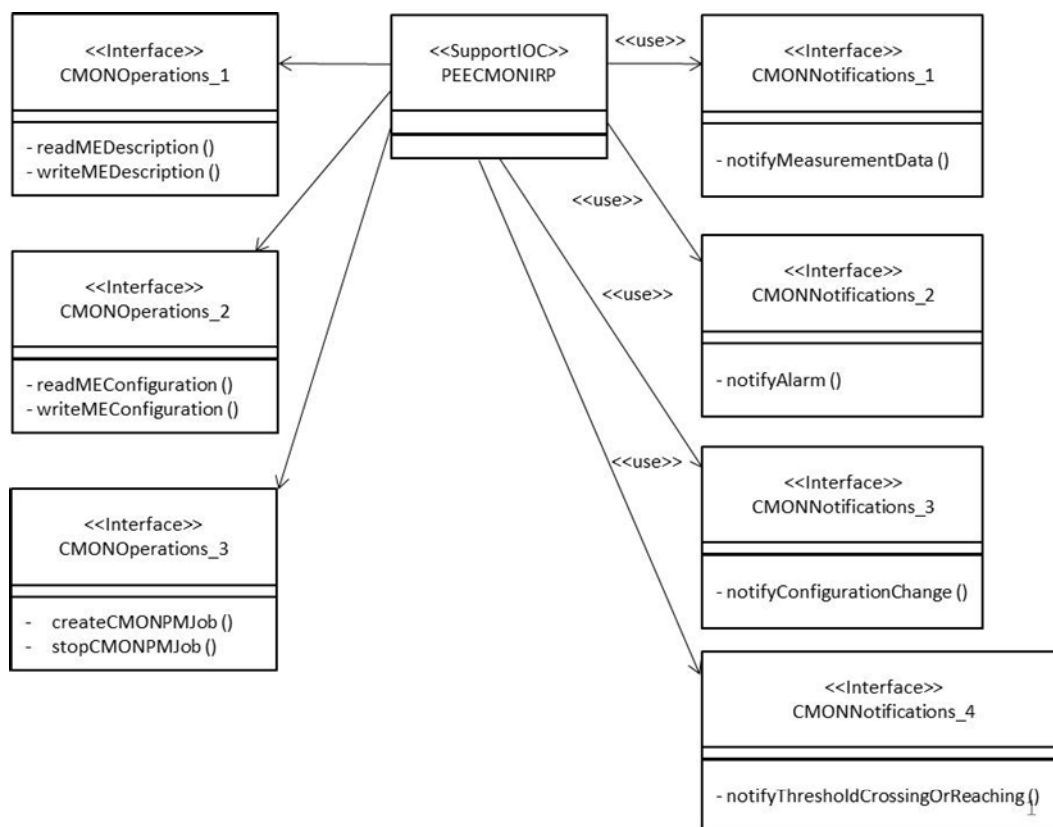 <<Interface>>
CMONOperations_1
- readMEDescription ()
- writeMEDescription ()
<<Interface>>
CMONOperations_2
- readMEConfiguration ()
- writeMEConfiguration ()
<<Interface>>
CMONOperations_3
- createCMONPMJob ()
- stopCMONPMJob ()
<<SupportIOC>>
PEECMONIRP
<<use>>
<<use>>
<<use>>
<<use>>
<<Interface>>
CMONNotifications_1
- notifyMeasurementData ()
<<Interface>>
CMONNotifications_2
- notifyAlarm ()
<<Interface>>
CMONNotifications_3
- notifyConfigurationChange ()
<<Interface>>
CMONNotifications_4
- notifyThresholdCrossingOrReaching ()
1